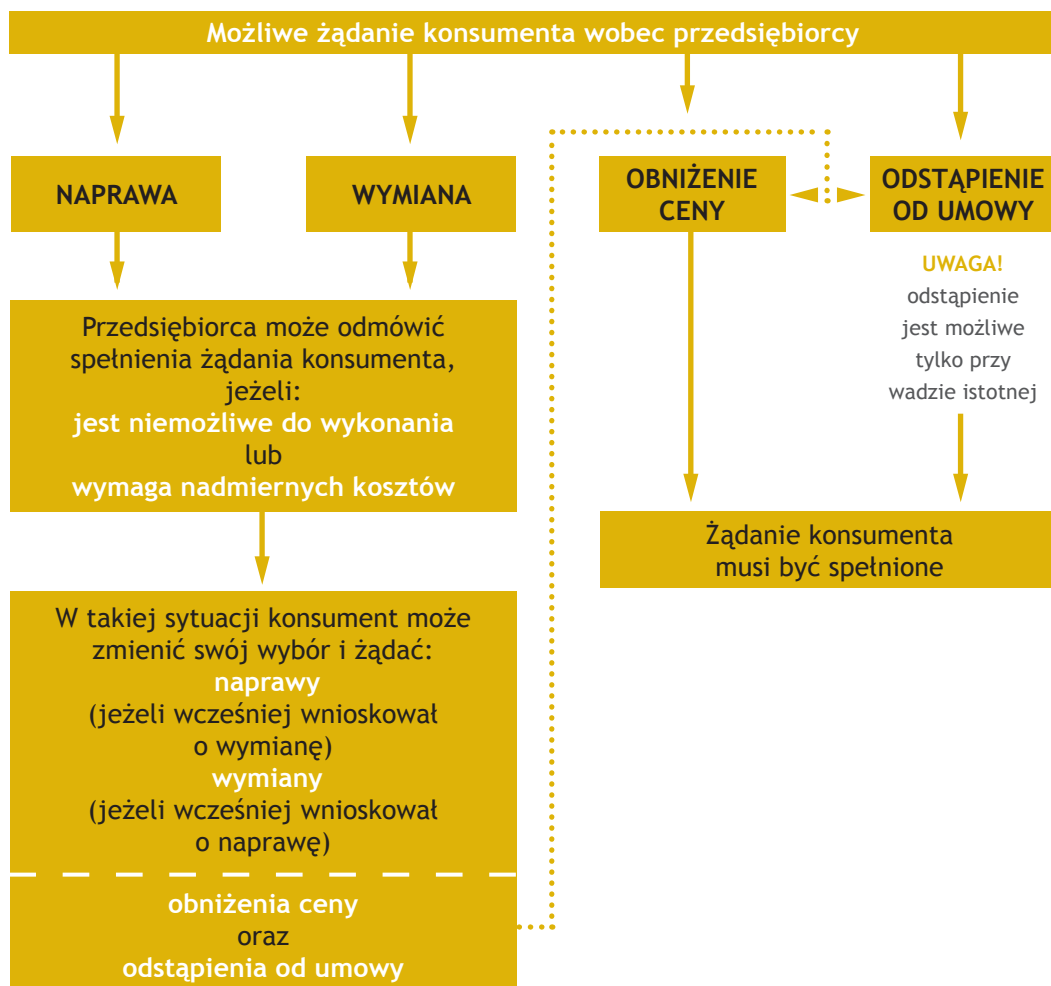 Możliwe żądanie konsumenta wobec przedsiębiorcy
NAPRAWA
WYMIANA
OBNIŻENIE
CENY
ODSTĄPIENIE
OD UMOWY
UWAGA!
odstąpienie
jest możliwe
tylko przy
wadzie istotnej
Przedsiębiorca może odmówić
spełnienia żądania konsumenta,
jeżeli:
jest niemożliwe do wykonania
lub
wymaga nadmiernych kosztów
Żądanie konsumenta
musi być spełnione
W takiej sytuacji konsument może
zmienić swój wybór i żądać:
naprawy
(jeżeli wcześniej wnioskował
o wymianę)
wymiany
(jeżeli wcześniej wnioskował
o naprawę)
obniżenia ceny
oraz
odstąpienia od umowy